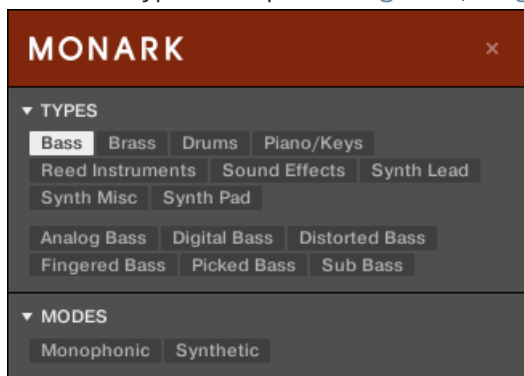 MONARK ×
▼ TYPES
Bass Brass Drums Piano/Keys
Reed Instruments Sound Effects Synth Lead
Synth Misc Synth Pad
Analog Bass Digital Bass Distorted Bass
Fingered Bass Picked Bass Sub Bass
▼ MODES
Monophonic Synthetic